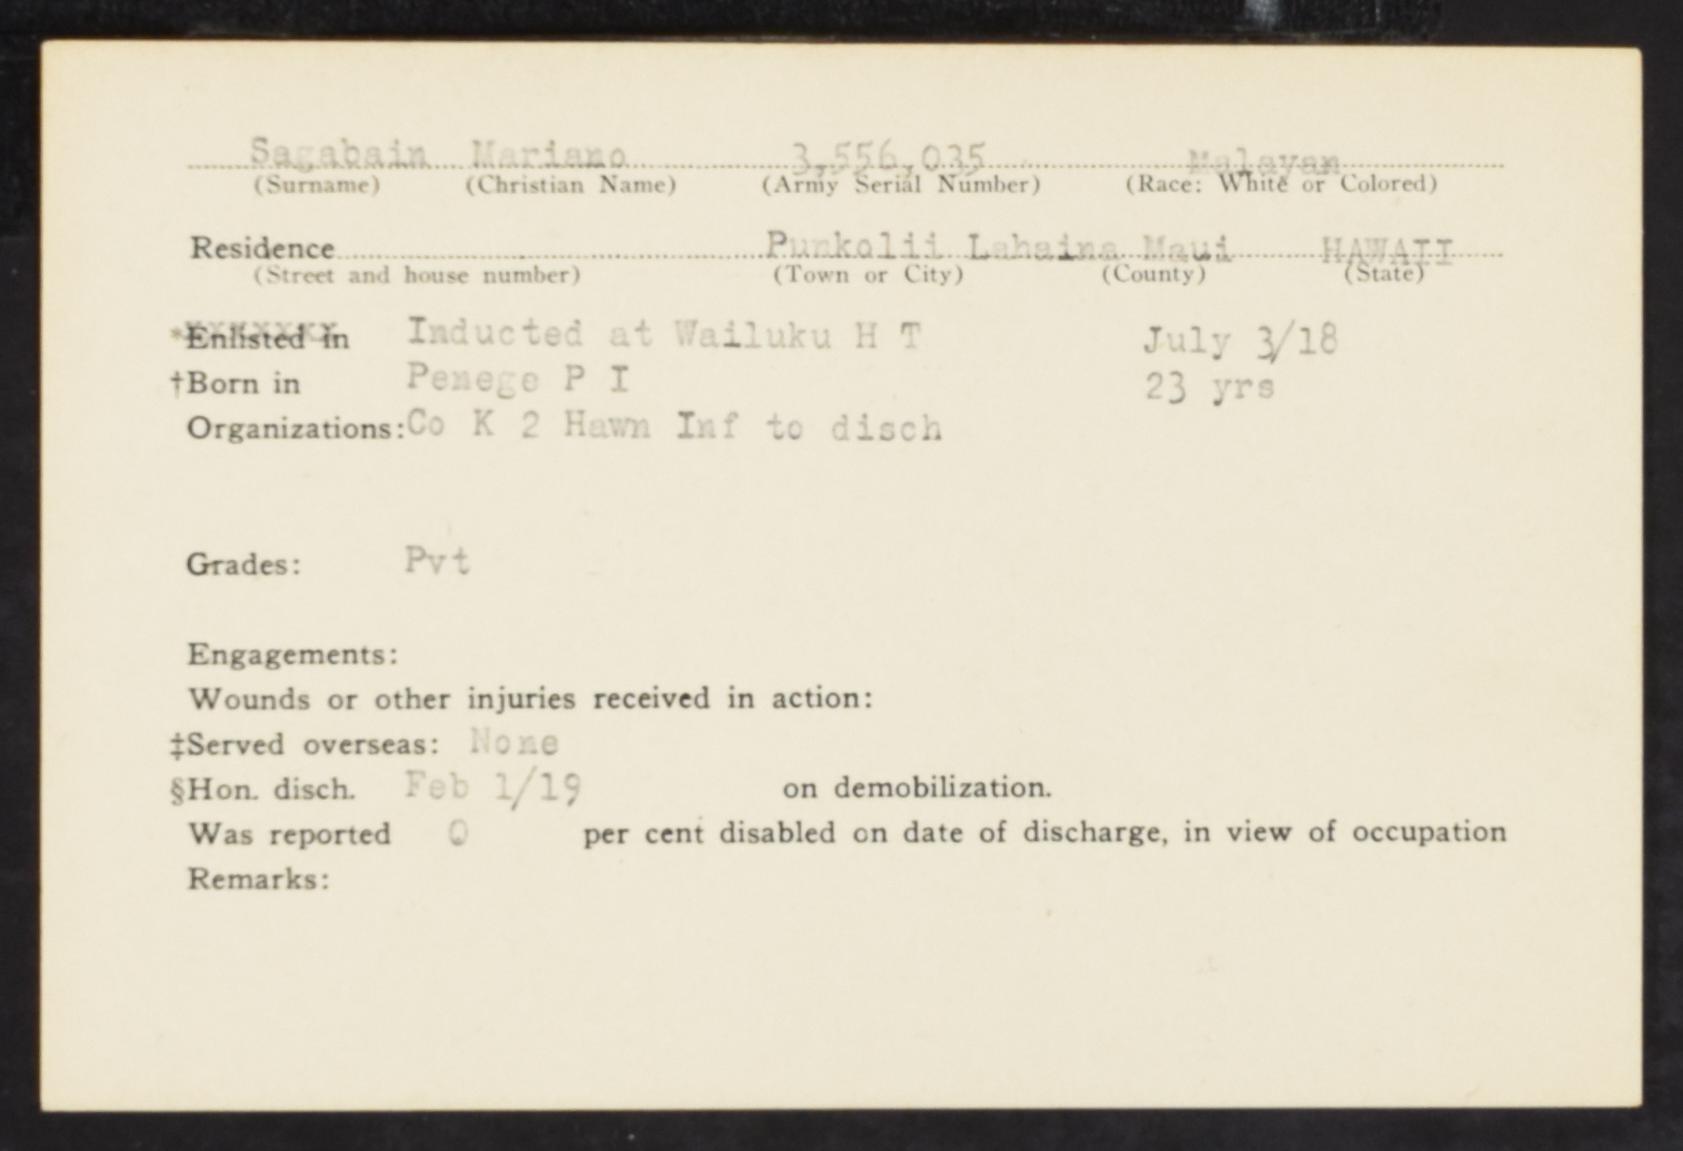 Sagabain Mariano 3,556,035 Malayan
(Surname) (Christian Name) (Army Serial Number) (Race: White or Colored)
Residence Punkolii Lahaina Maui HAWAII
(Street and house number) (Town or City) (County) (State)
*Enlisted in Inducted at Wailuku H T July 3/18
†Born in Penege P I 23 yrs
Organizations: Co K 2 Hawn Inf to disch
Grades: Pvt
Engagements:
Wounds or other injuries received in action:
‡Served overseas: None
§Hon. disch. Feb 1/19 on demobilization.
Was reported 0 per cent disabled on date of discharge, in view of occupation
Remarks: